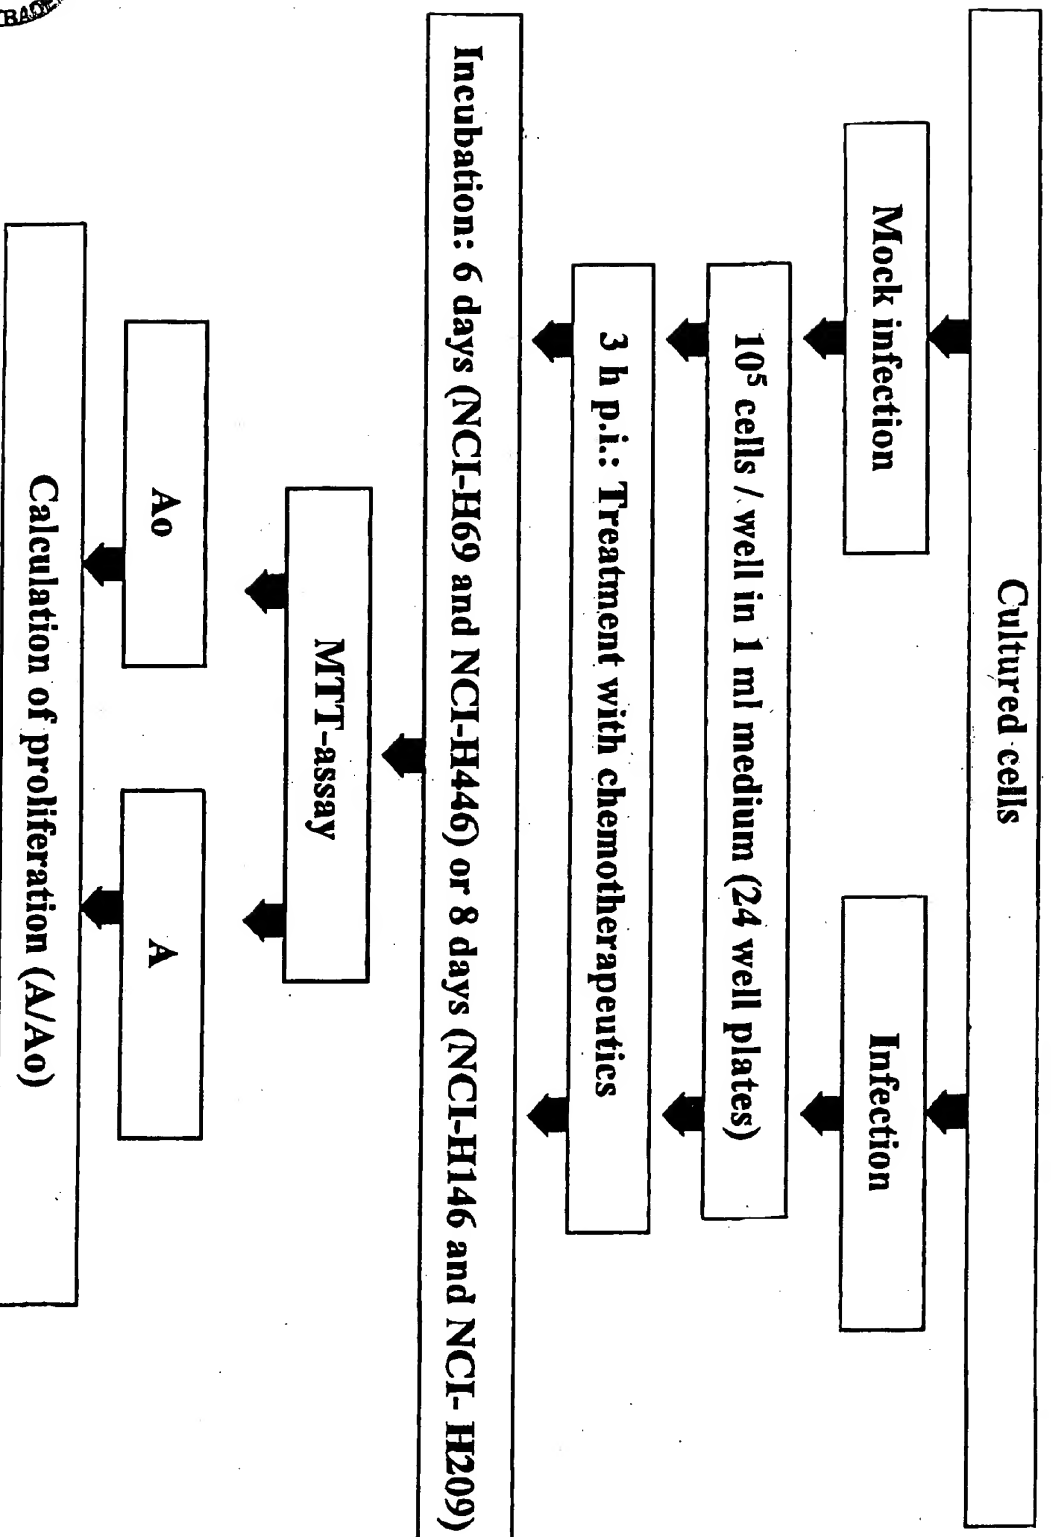 Cultured cells
Mock infection
Infection
10⁵ cells / well in 1 ml medium (24 well plates)
3 h p.i.: Treatment with chemotherapeutics
Incubation: 6 days (NCI-H69 and NCI-H446) or 8 days (NCI-H146 and NCI- H209)
MTT-assay
Ao
A
Calculation of proliferation (A/Ao)